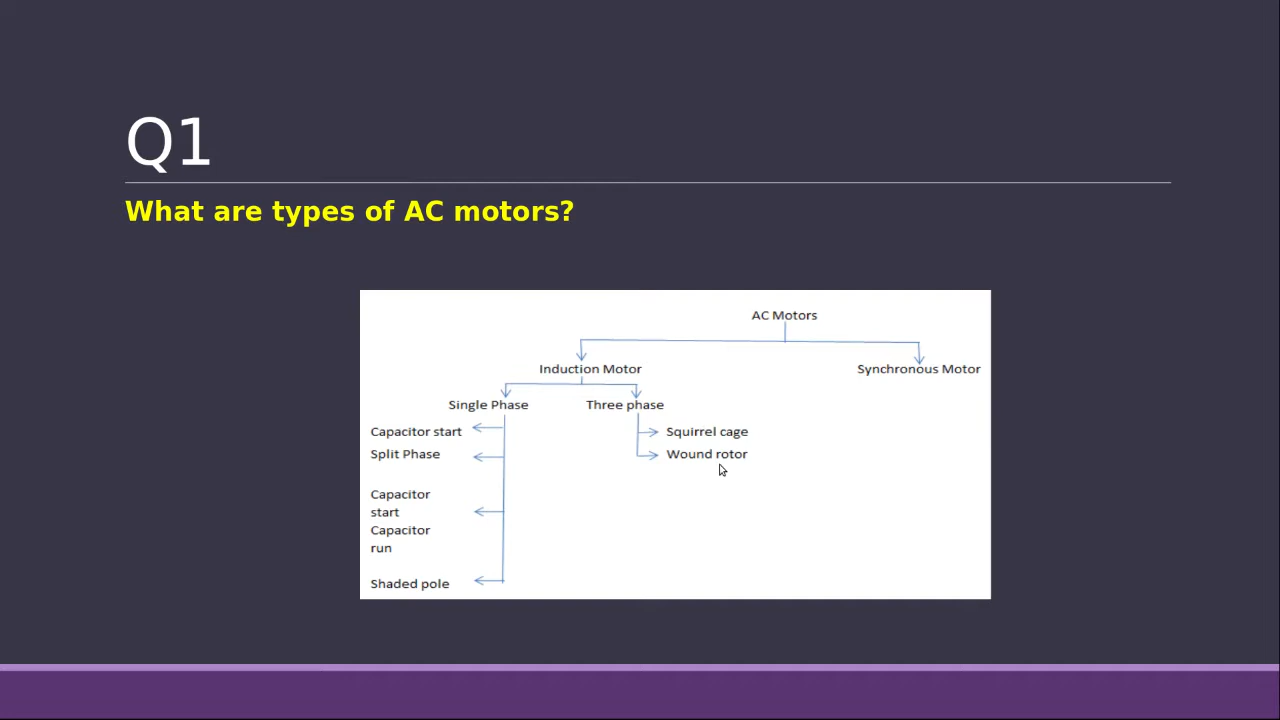 Q1
What are types of AC motors?
AC Motors
Induction Motor
Synchronous Motor
Single Phase
Three phase
Capacitor start
Split Phase
Capacitor
start
Capacitor
run
Shaded pole
Squirrel cage
Wound rotor